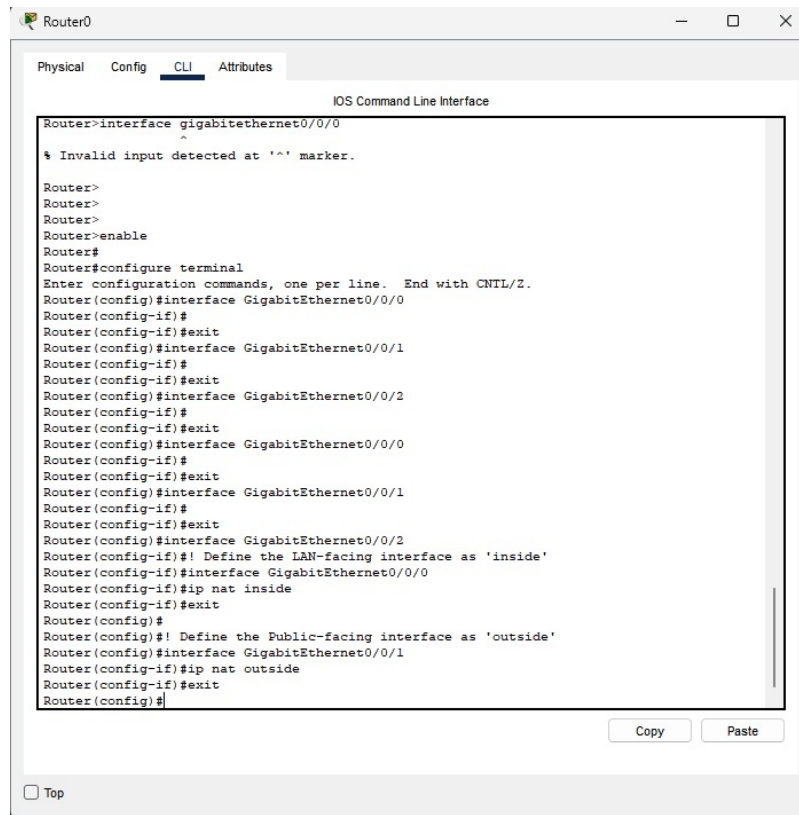 Router0
Physical Config CLI Attributes
IOS Command Line Interface
Router>interface gigabitethernet0/0/0
^
% Invalid input detected at '^' marker.
Router>
Router>
Router>
Router>enable
Router#
Router#configure terminal
Enter configuration commands, one per line. End with CNTL/Z.
Router(config)#interface GigabitEthernet0/0/0
Router(config-if)#
Router(config-if)#exit
Router(config)#interface GigabitEthernet0/0/1
Router(config-if)#
Router(config-if)#exit
Router(config)#interface GigabitEthernet0/0/2
Router(config-if)#
Router(config-if)#exit
Router(config)#interface GigabitEthernet0/0/0
Router(config-if)#
Router(config-if)#exit
Router(config)#interface GigabitEthernet0/0/1
Router(config-if)#
Router(config-if)#exit
Router(config)#interface GigabitEthernet0/0/2
Router(config-if)#! Define the LAN-facing interface as 'inside'
Router(config-if)#interface GigabitEthernet0/0/0
Router(config-if)#ip nat inside
Router(config-if)#exit
Router(config)#
Router(config)#! Define the Public-facing interface as 'outside'
Router(config)#interface GigabitEthernet0/0/1
Router(config-if)#ip nat outside
Router(config-if)#exit
Router(config)#
Copy Paste
Top